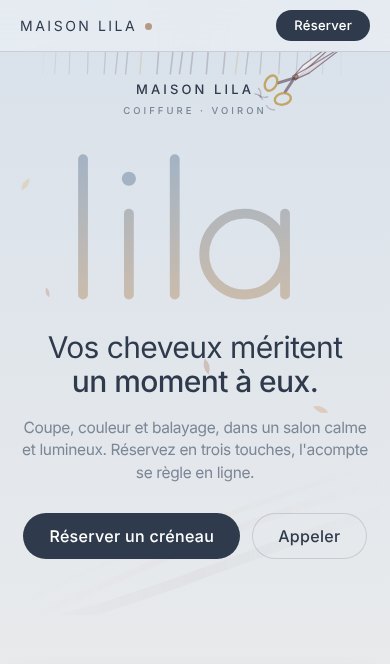 MAISON LILA
Réserver
MAISON LILA
COIFFURE · VOIRON
lila
Vos cheveux méritent
un moment à eux.
Coupe, couleur et balayage, dans un salon calme
et lumineux. Réservez en trois touches, l'acompte
se règle en ligne.
Réserver un créneau
Appeler